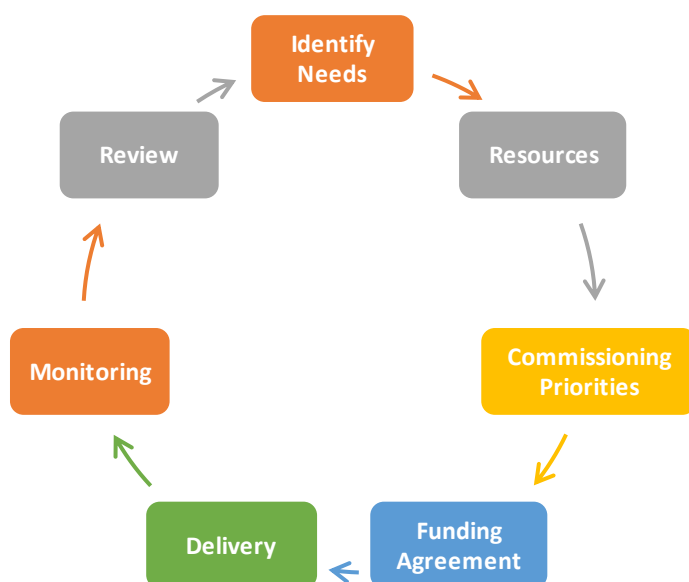 Identify
Needs
Resources
Commissioning
Priorities
Funding
Agreement
Delivery
Monitoring
Review